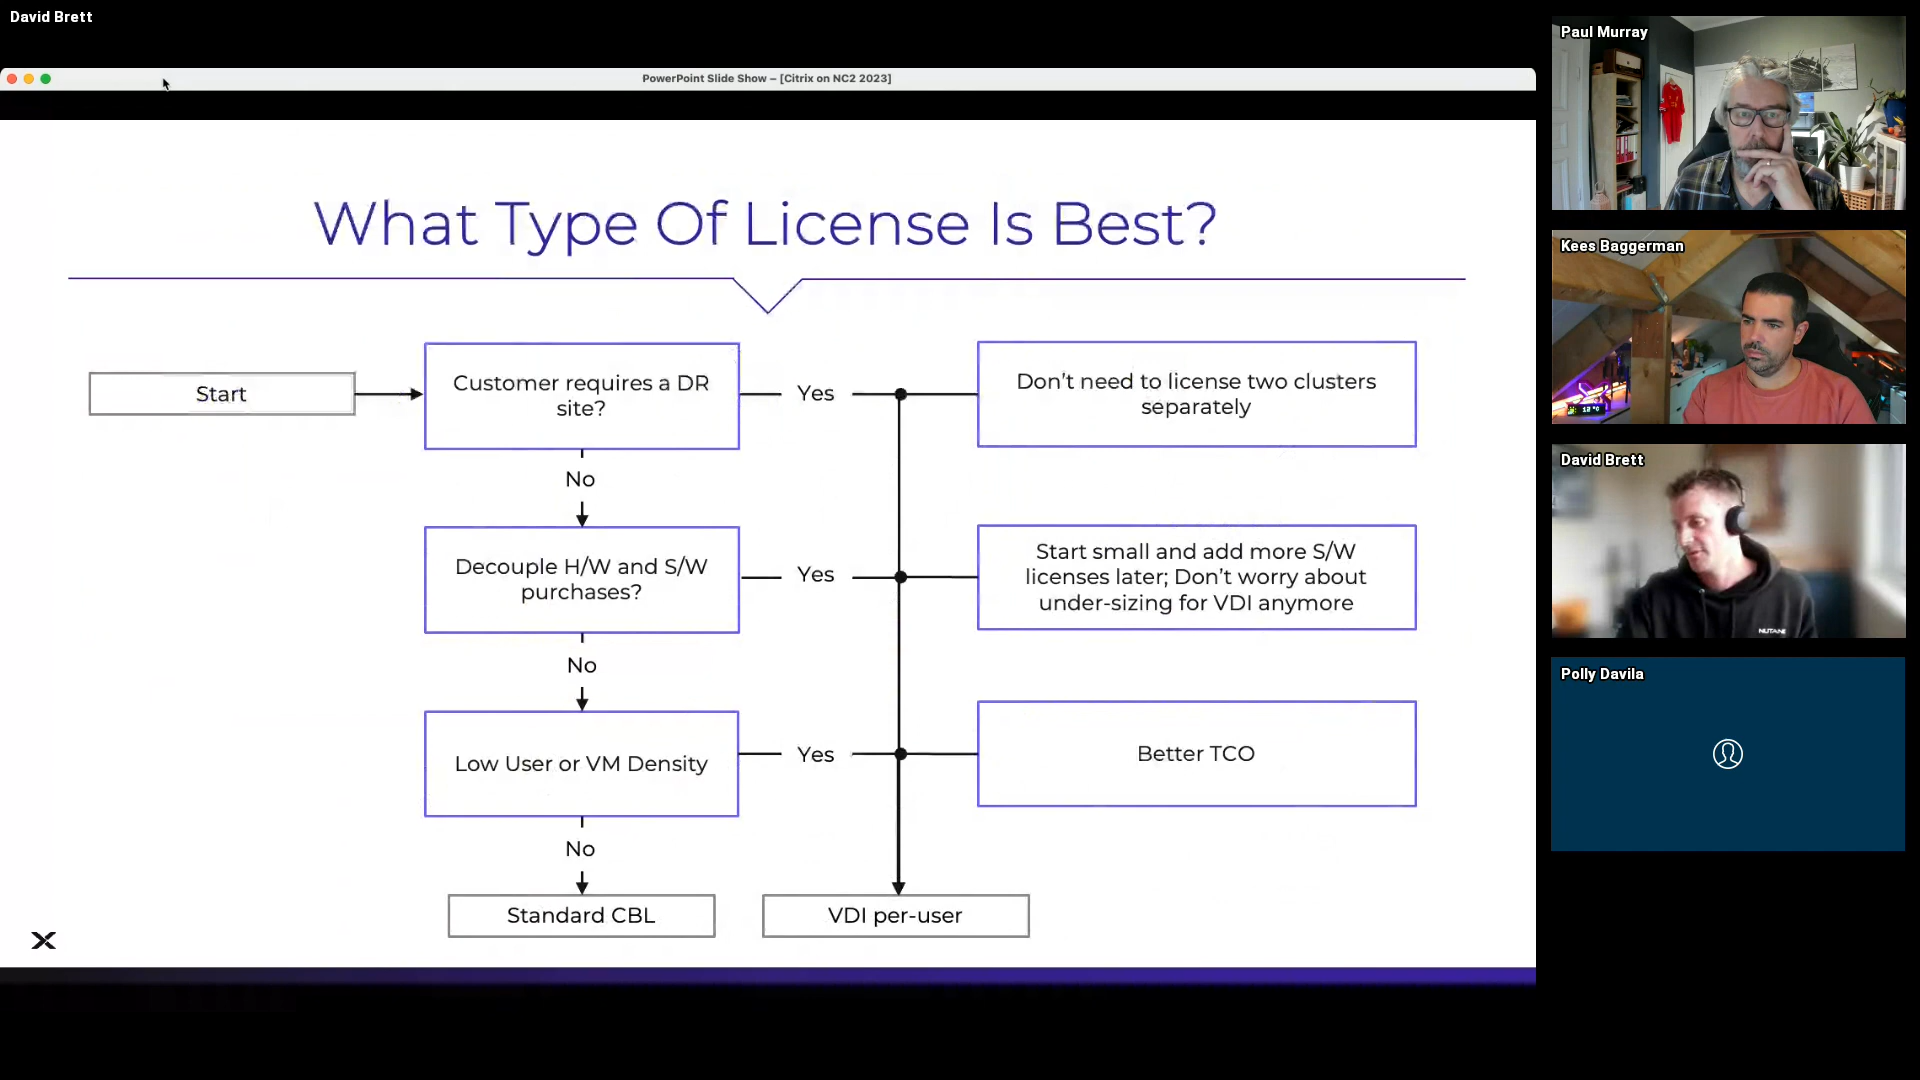 David Brett
PowerPoint Slide Show – [Citrix on NC2 2023]
What Type Of License Is Best?
Start
Customer requires a DR
site?
Yes
Don't need to license two clusters
separately
No
Decouple H/W and S/W
purchases?
Yes
Start small and add more S/W
licenses later; Don't worry about
under-sizing for VDI anymore
No
Low User or VM Density
Yes
Better TCO
No
Standard CBL
VDI per-user
Paul Murray
Kees Baggerman
12 °C
David Brett
NUTANI
Polly Davila